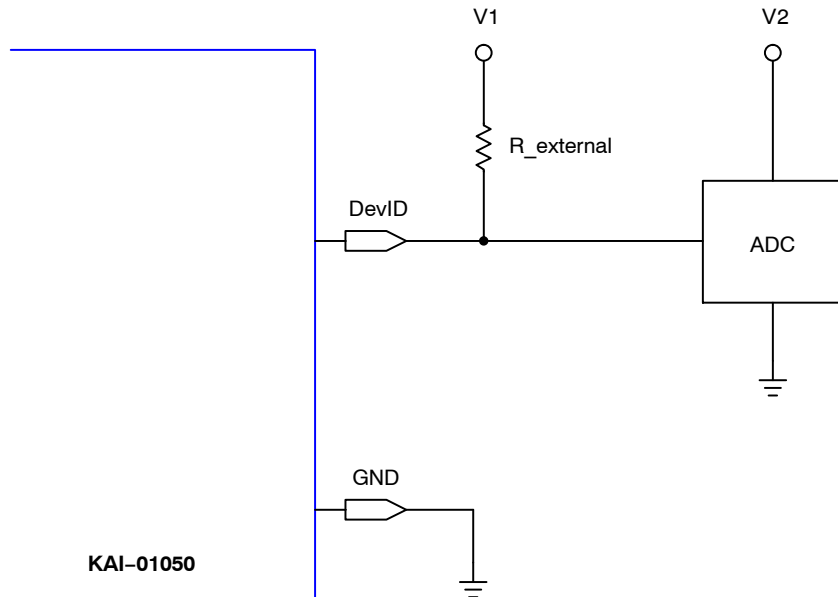 V1
V2
R_external
DevID
ADC
GND
KAI−01050